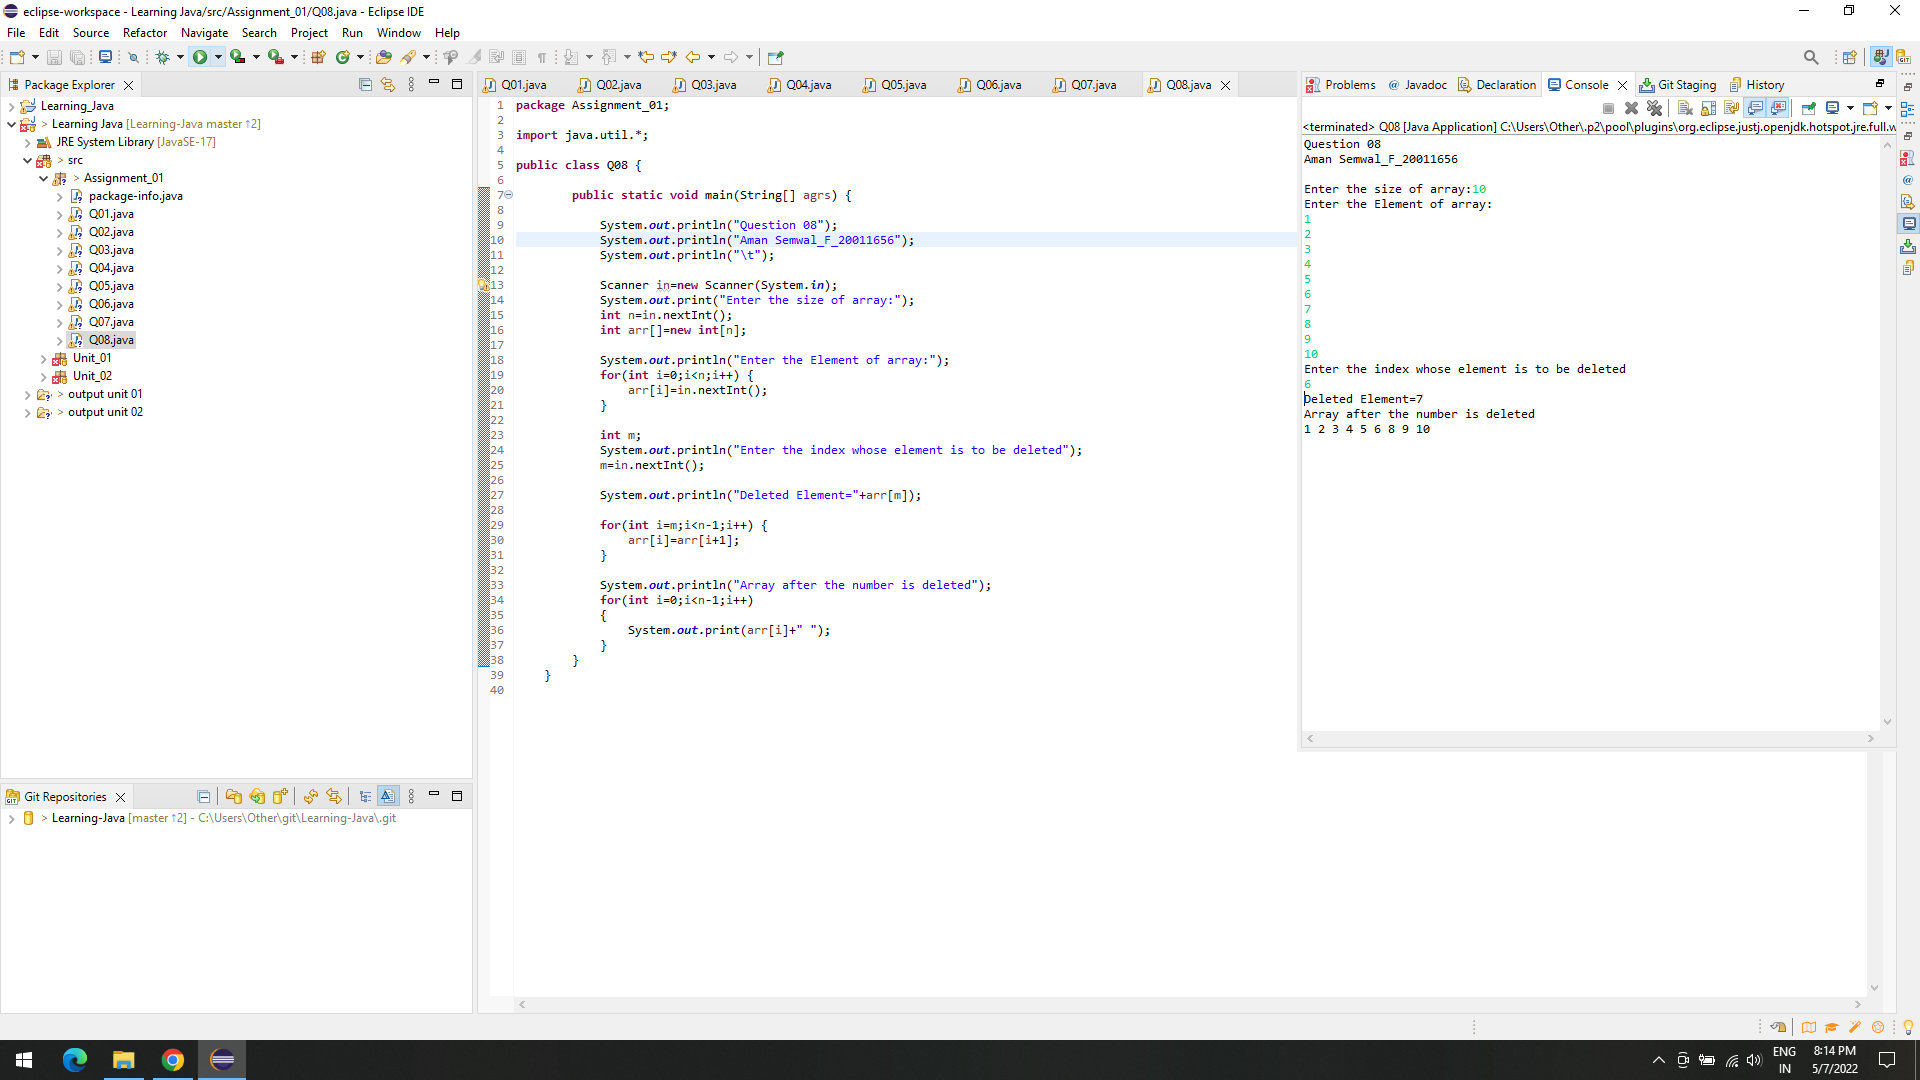 eclipse-workspace - Learning Java/src/Assignment_01/Q08.java - Eclipse IDE
File Edit Source Refactor Navigate Search Project Run Window Help
Package Explorer
Learning_Java
> Learning Java [Learning-Java master ↑2]
JRE System Library [JavaSE-17]
> src
> Assignment_01
package-info.java
Q01.java
Q02.java
Q03.java
Q04.java
Q05.java
Q06.java
Q07.java
Q08.java
Unit_01
Unit_02
> output unit 01
> output unit 02
Git Repositories
> Learning-Java [master ↑2] - C:\Users\Other\git\Learning-Java\.git
Q01.java Q02.java Q03.java Q04.java Q05.java Q06.java Q07.java Q08.java
1 package Assignment_01;
2
3 import java.util.*;
4
5 public class Q08 {
6
7 public static void main(String[] agrs) {
8
9 System.out.println("Question 08");
10 System.out.println("Aman Semwal_F_20011656");
11 System.out.println("\t");
12
13 Scanner in=new Scanner(System.in);
14 System.out.print("Enter the size of array:");
15 int n=in.nextInt();
16 int arr[]=new int[n];
17
18 System.out.println("Enter the Element of array:");
19 for(int i=0;i<n;i++) {
20 arr[i]=in.nextInt();
21 }
22
23 int m;
24 System.out.println("Enter the index whose element is to be deleted");
25 m=in.nextInt();
26
27 System.out.println("Deleted Element="+arr[m]);
28
29 for(int i=m;i<n-1;i++) {
30 arr[i]=arr[i+1];
31 }
32
33 System.out.println("Array after the number is deleted");
34 for(int i=0;i<n-1;i++)
35 {
36 System.out.print(arr[i]+" ");
37 }
38 }
39 }
40
Problems Javadoc Declaration Console Git Staging History
<terminated> Q08 [Java Application] C:\Users\Other\.p2\pool\plugins\org.eclipse.justj.openjdk.hotspot.jre.full.w
Question 08
Aman Semwal_F_20011656
Enter the size of array:10
Enter the Element of array:
1
2
3
4
5
6
7
8
9
10
Enter the index whose element is to be deleted
6
Deleted Element=7
Array after the number is deleted
1 2 3 4 5 6 8 9 10
ENG
IN
8:14 PM
5/7/2022